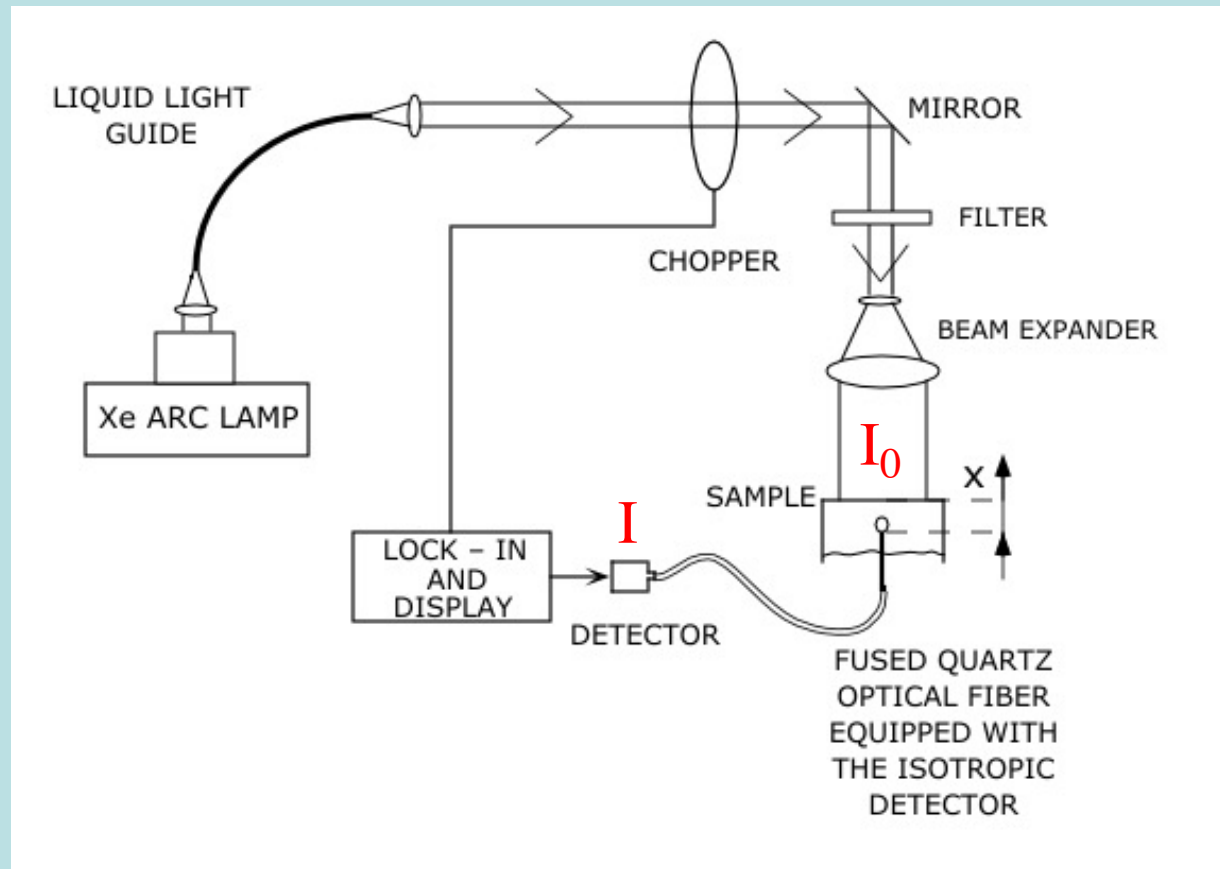 LIQUID LIGHT
GUIDE
MIRROR
FILTER
CHOPPER
BEAM EXPANDER
Xe ARC LAMP
I₀
x
SAMPLE
I
LOCK – IN
AND
DISPLAY
DETECTOR
FUSED QUARTZ
OPTICAL FIBER
EQUIPPED WITH
THE ISOTROPIC
DETECTOR